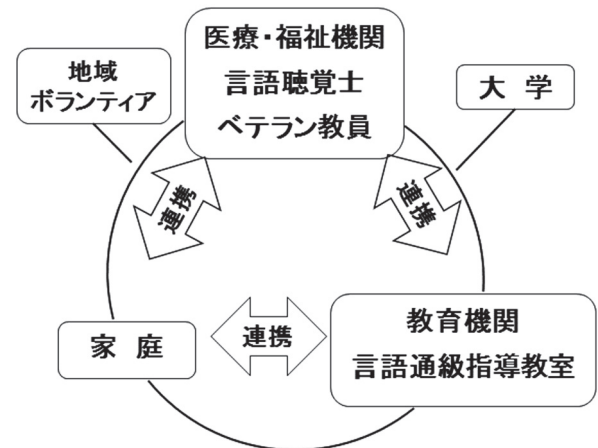 医療・福祉機関
言語聴覚士
ベテラン教員
地域
ボランティア
大 学
連携
連携
家 庭
連携
教育機関
言語通級指導教室